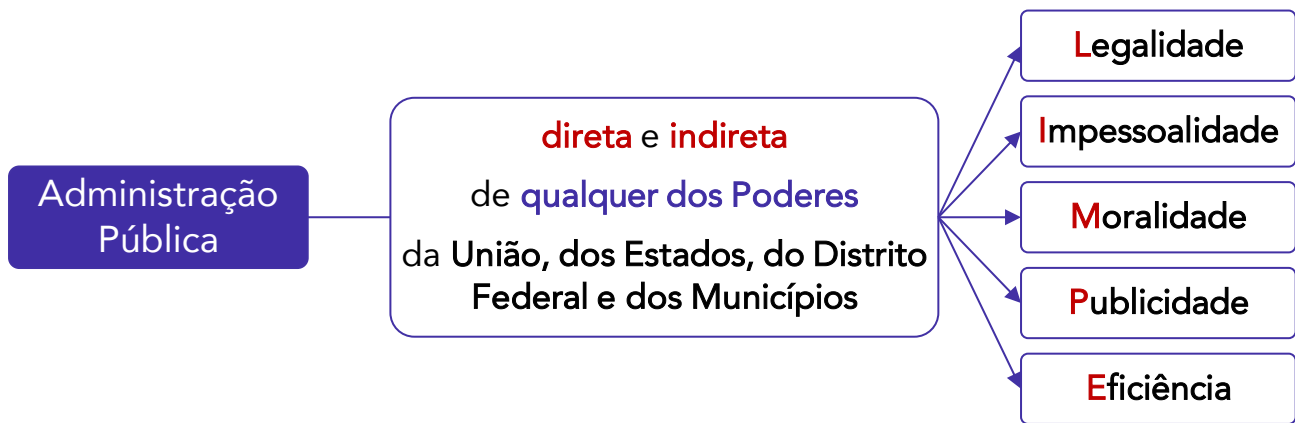 Administração
Pública
direta e indireta
de qualquer dos Poderes
da União, dos Estados, do Distrito
Federal e dos Municípios
Legalidade
Impessoalidade
Moralidade
Publicidade
Eficiência